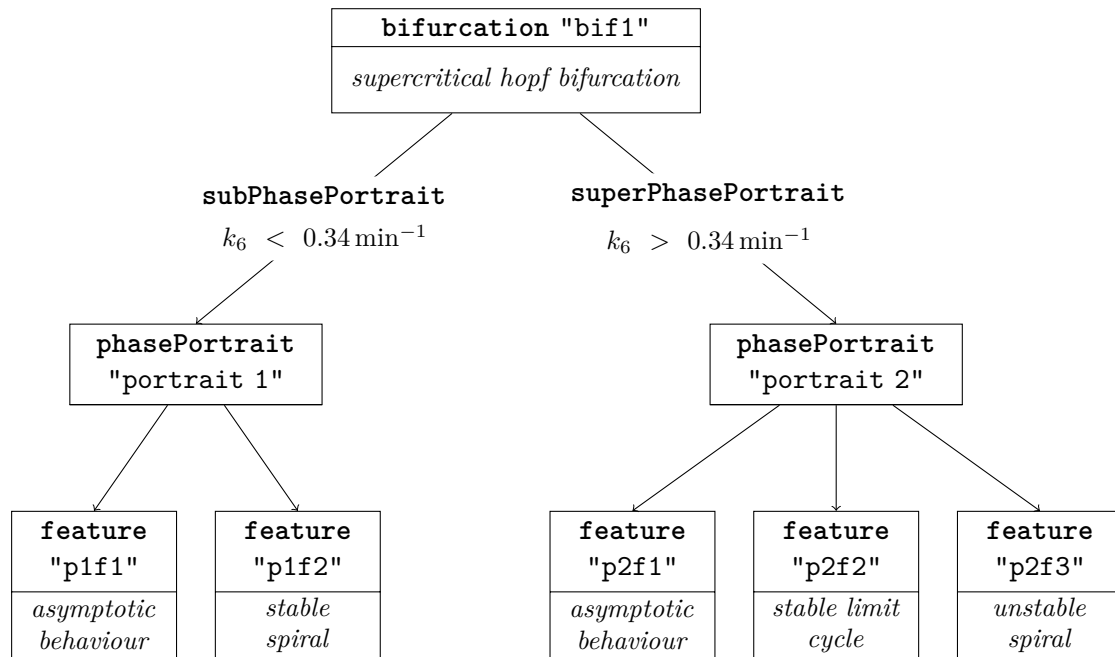 bifurcation "bif1"
supercritical hopf bifurcation
subPhasePortrait
k₆ < 0.34 min⁻¹
superPhasePortrait
k₆ > 0.34 min⁻¹
phasePortrait
"portrait 1"
phasePortrait
"portrait 2"
feature
"p1f1"
asymptotic
behaviour
feature
"p1f2"
stable
spiral
feature
"p2f1"
asymptotic
behaviour
feature
"p2f2"
stable limit
cycle
feature
"p2f3"
unstable
spiral